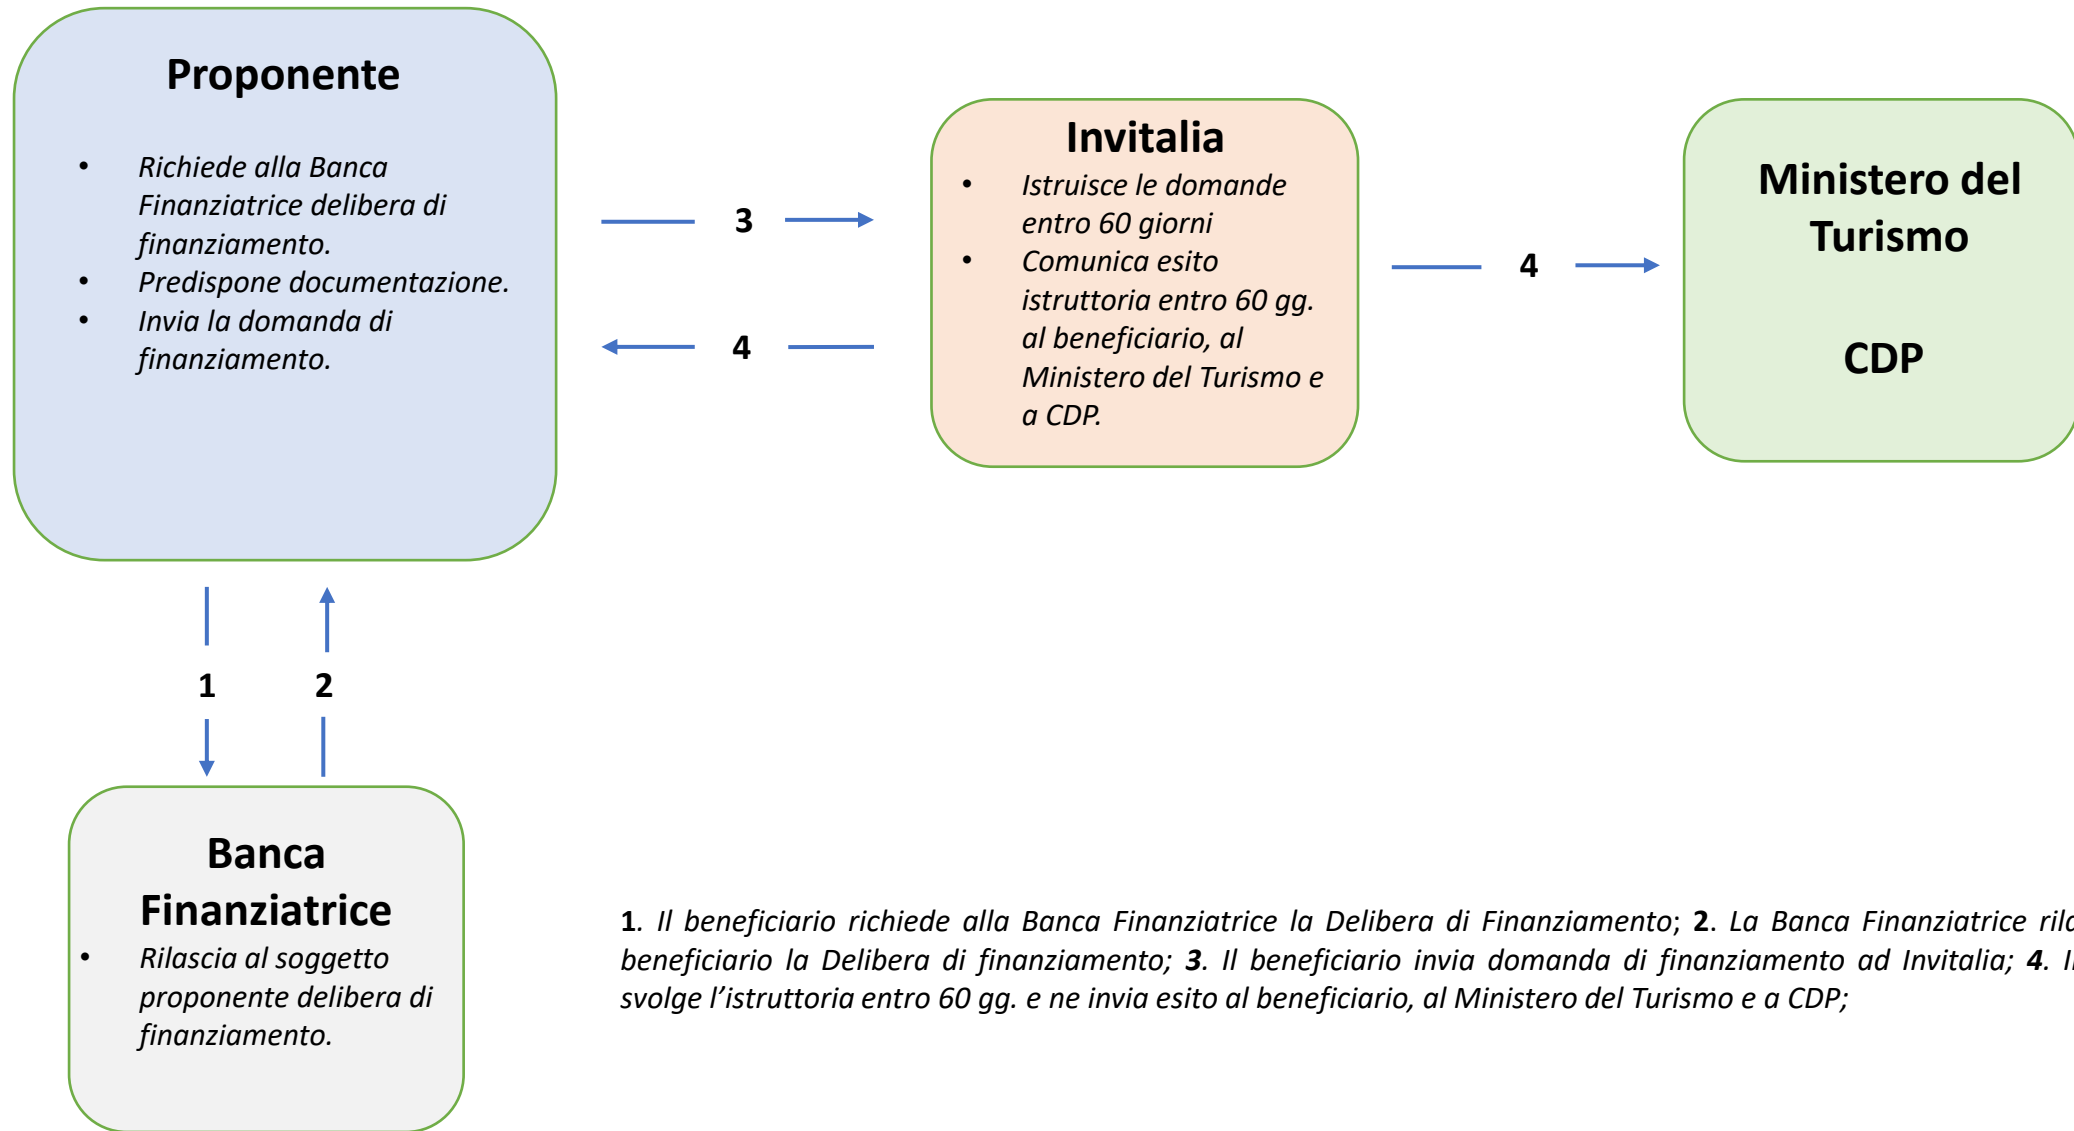 Proponente
• Richiede alla Banca
Finanziatrice delibera di
finanziamento.
• Predispone documentazione.
• Invia la domanda di
finanziamento.
3
4
Invitalia
• Istruisce le domande
entro 60 giorni
• Comunica esito
istruttoria entro 60 gg.
al beneficiario, al
Ministero del Turismo e
a CDP.
4
Ministero del
Turismo
CDP
1
2
Banca
Finanziatrice
• Rilascia al soggetto
proponente delibera di
finanziamento.
1. Il beneficiario richiede alla Banca Finanziatrice la Delibera di Finanziamento; 2. La Banca Finanziatrice
beneficiario la Delibera di finanziamento; 3. Il beneficiario invia domanda di finanziamento ad Invitalia; 4.
svolge l’istruttoria entro 60 gg. e ne invia esito al beneficiario, al Ministero del Turismo e a CDP;